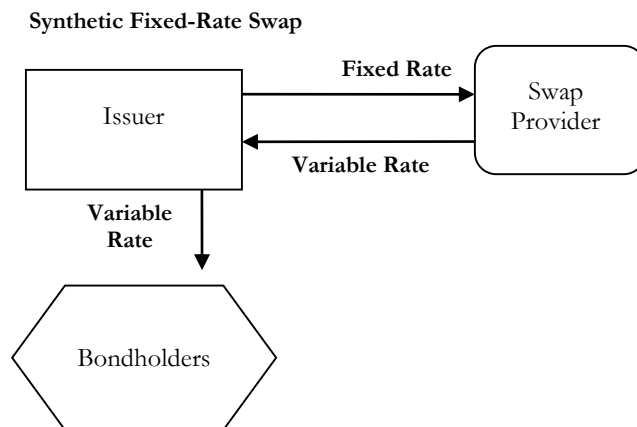 Synthetic Fixed-Rate Swap
Fixed Rate
Issuer
Swap
Provider
Variable Rate
Variable
Rate
Bondholders